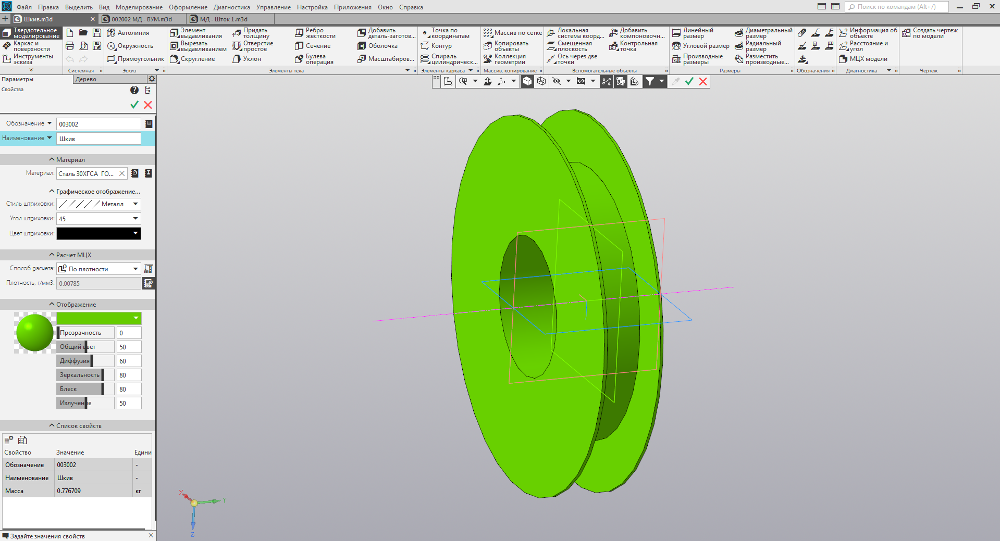 Файл Правка Выделить Вид Моделирование Оформление Диагностика Управление Настройка Приложения Окно Справка
Поиск по командам (Alt+/)
Шкив.m3d
002002 МД - ВУМ.m3d
МД - Шток 1.m3d
Твердотельное моделирование
Каркас и поверхности
Инструменты эскиза
Системная
Автолиния
Окружность
Прямоугольник
Эскиз
Элемент выдавливания
Вырезать выдавливанием
Скругление
Придать толщину
Отверстие простое
Уклон
Ребро жесткости
Сечение
Булева операция
Добавить деталь-заготов...
Оболочка
Масштабиров...
Элементы тела
Точка по координатам
Контур
Спираль цилиндрическ...
Элементы каркаса
Массив по сетке
Копировать объекты
Коллекция геометрии
Массив, копирование
Локальная система коорд...
Смещенная плоскость
Ось через две точки
Добавить компоновочн...
Контрольная точка
Вспомогательные объекты
Линейный размер
Угловой размер
Производные размеры
Диаметральный размер
Радиальный размер
Разместить производные...
Размеры
Обозначения
Информация об объекте
Расстояние и угол
МЦХ модели
Диагностика
Создать чертеж по модели
Чертеж
Параметры
Дерево
Свойства
Обозначение 003002
Наименование Шкив
Материал
Материал: Сталь 30ХГСА ГО...
Графическое отображение...
Стиль штриховки: Металл
Угол штриховки: 45
Цвет штриховки:
Расчет МЦХ
Способ расчета: По плотности
Плотность, г/мм3: 0.00785
Отображение
Прозрачность 0
Общий цвет 50
Диффузия 60
Зеркальность 80
Блеск 80
Излучение 50
Список свойств
Свойство Значение Едини
Обозначение 003002 -
Наименование Шкив -
Масса 0.776709 кг
Задайте значения свойств
X
Y
Z